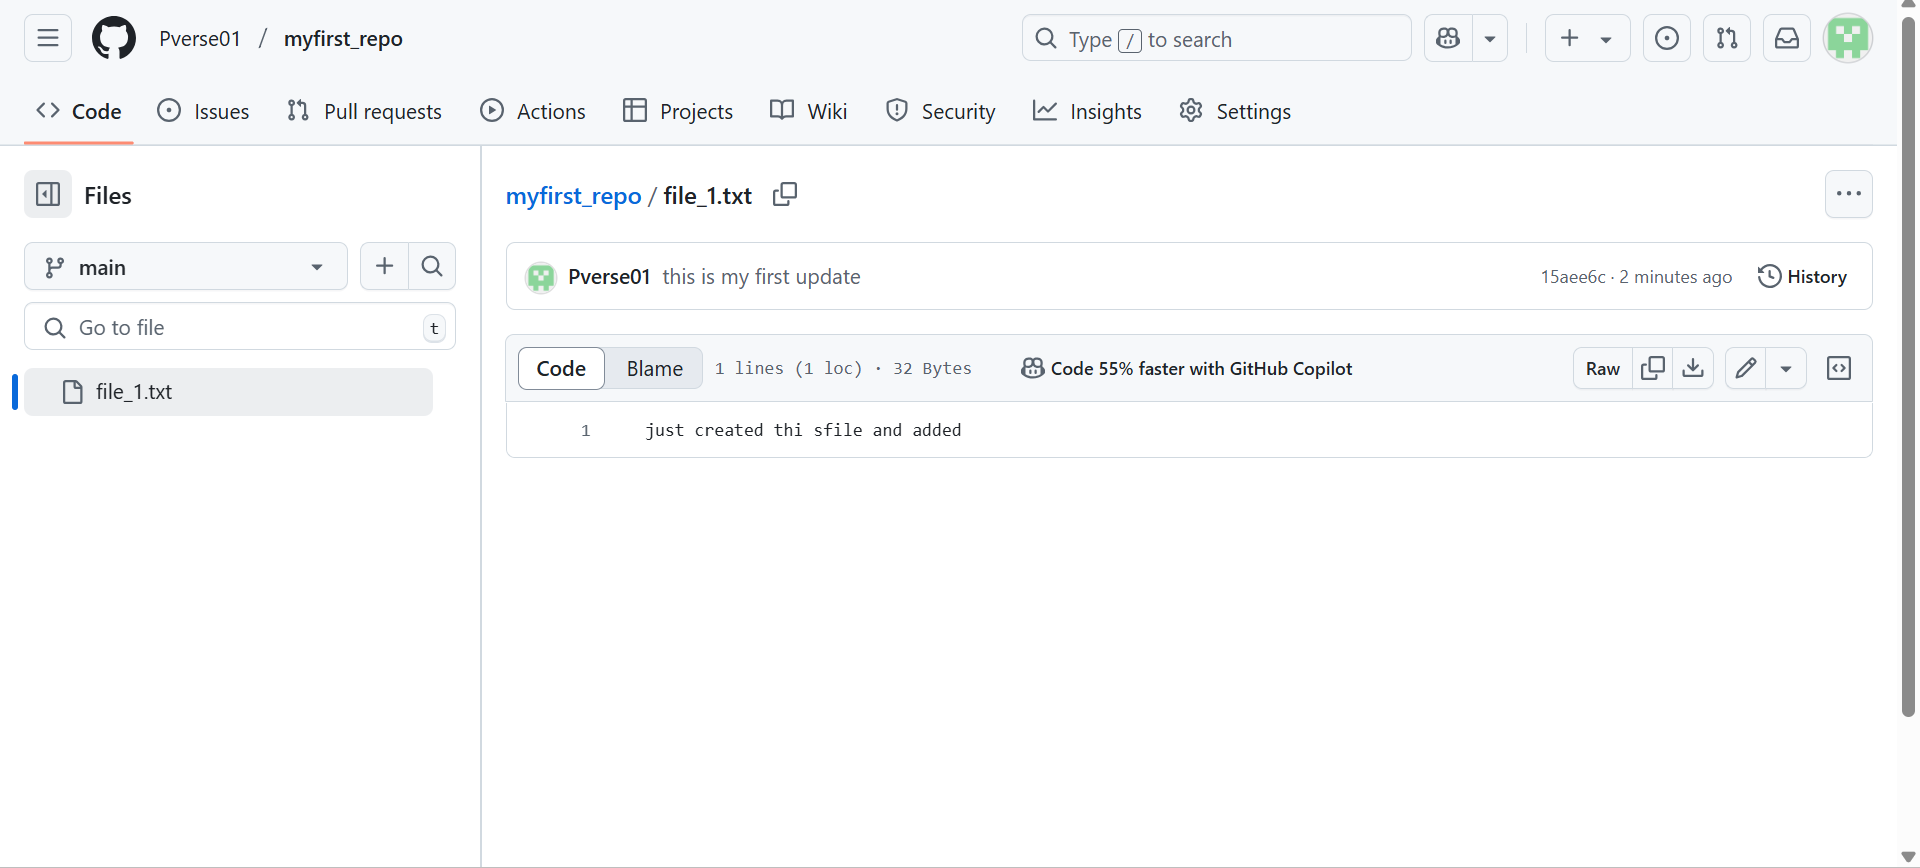 Pverse01 / myfirst_repo
Type / to search
Code Issues Pull requests Actions Projects Wiki Security Insights Settings
Files
main
Go to file t
file_1.txt
myfirst_repo / file_1.txt
Pverse01 this is my first update 15aee6c · 2 minutes ago History
Code Blame 1 lines (1 loc) · 32 Bytes Code 55% faster with GitHub Copilot Raw
1 just created thi sfile and added